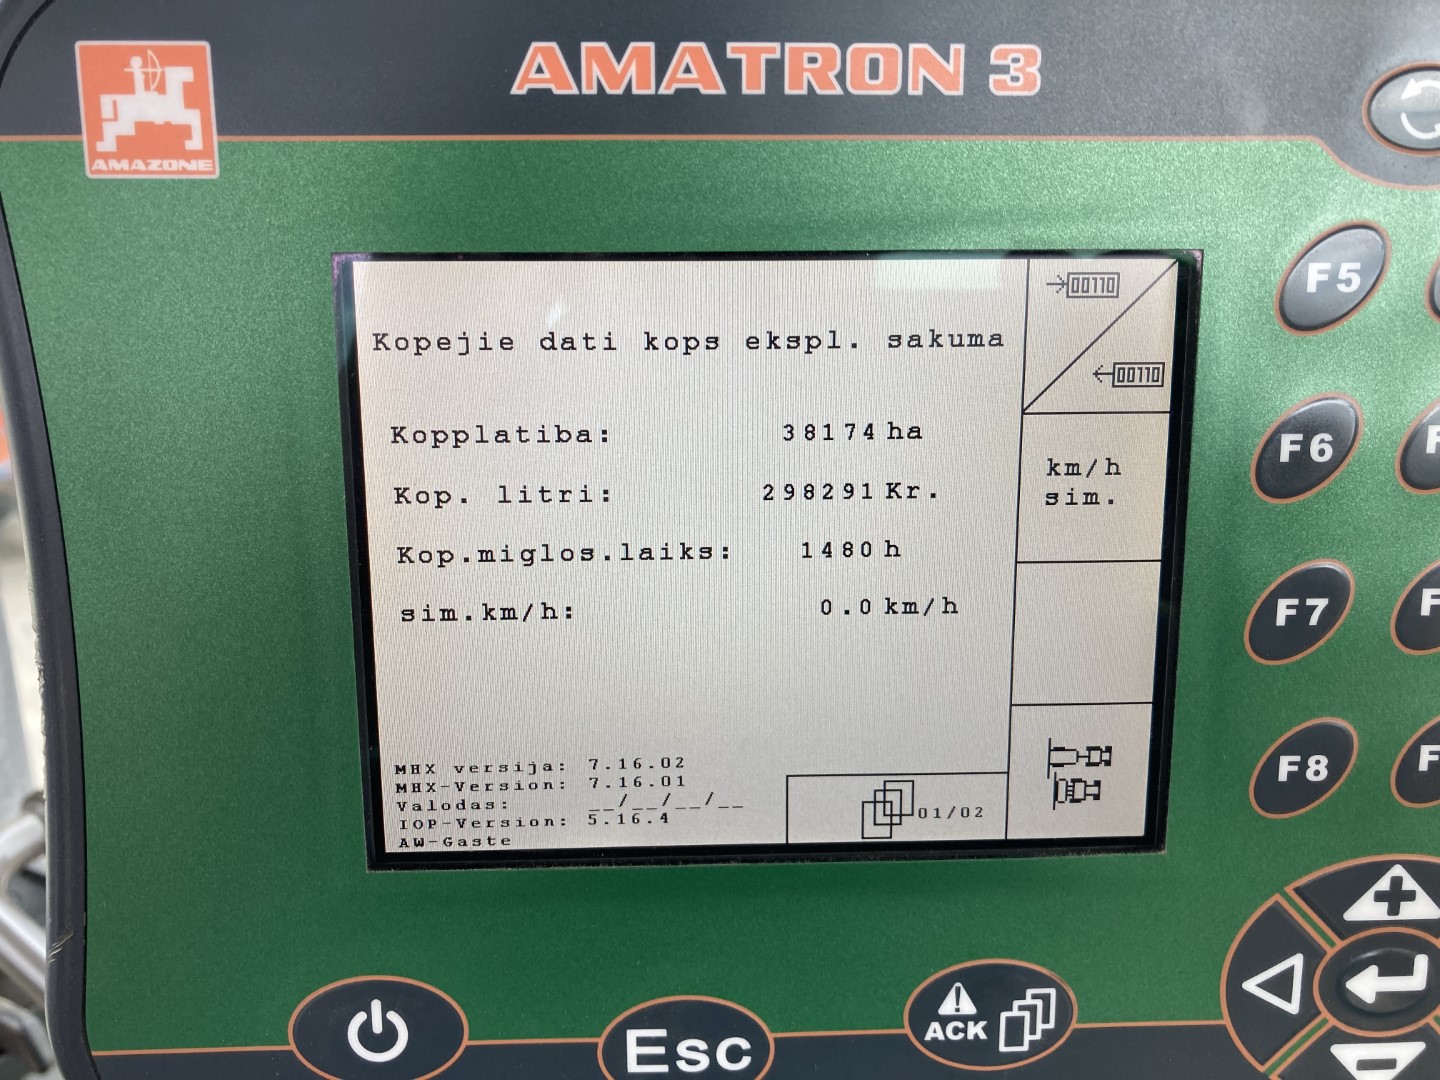 AMATRON 3
AMAZONE
Kopejie dati kops ekspl. sakuma
Kopplatiba: 38174 ha
Kop. litri: 298291 Kr.
Kop.miglos.laiks: 1480 h
sim.km/h: 0.0 km/h
MHX versija: 7.16.02
MHX-Version: 7.16.01
Valodas: __/__/__/__
IOP-Version: 5.16.4
AW-Gaste
01/02
00110
00110
km/h
sim.
F5
F6
F7
F8
Esc
ACK